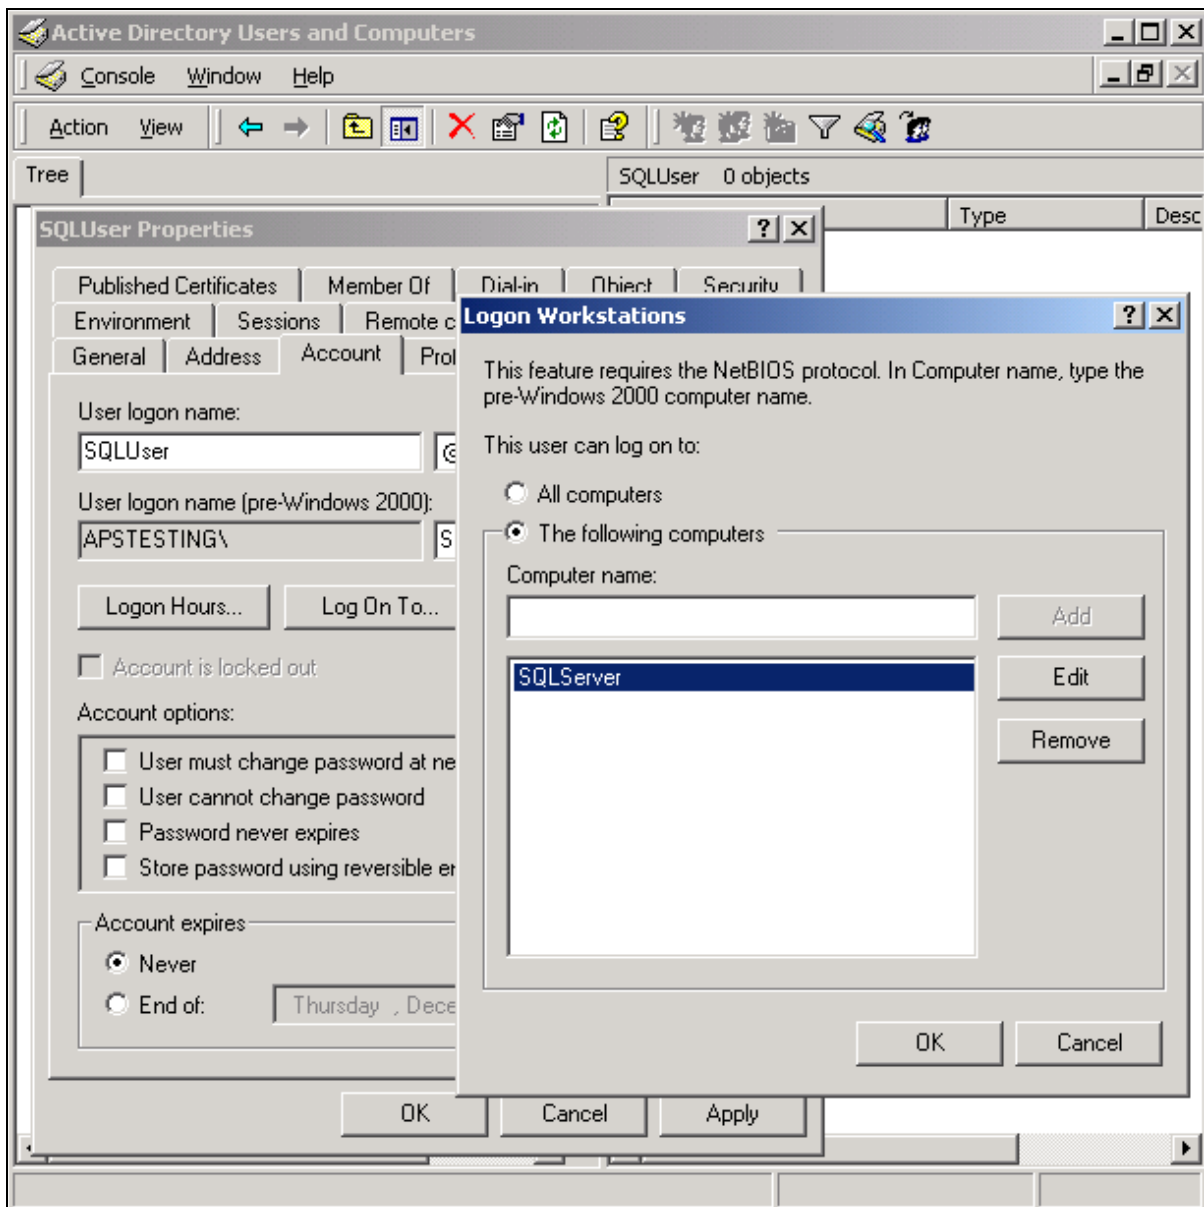 Active Directory Users and Computers
Console Window Help
Action View
Tree
SQLUser 0 objects
Type Desc
SQLUser Properties
Published Certificates Member Of Dial-in Object Security
Environment Sessions Remote c
General Address Account Prof
User logon name:
SQLUser @
User logon name (pre-Windows 2000):
APSTESTING\ S
Logon Hours... Log On To...
Account is locked out
Account options:
User must change password at ne
User cannot change password
Password never expires
Store password using reversible er
Account expires
Never
End of: Thursday , Dece
OK Cancel Apply
Logon Workstations
This feature requires the NetBIOS protocol. In Computer name, type the
pre-Windows 2000 computer name.
This user can log on to:
All computers
The following computers
Computer name:
Add
SQLServer
Edit
Remove
OK Cancel